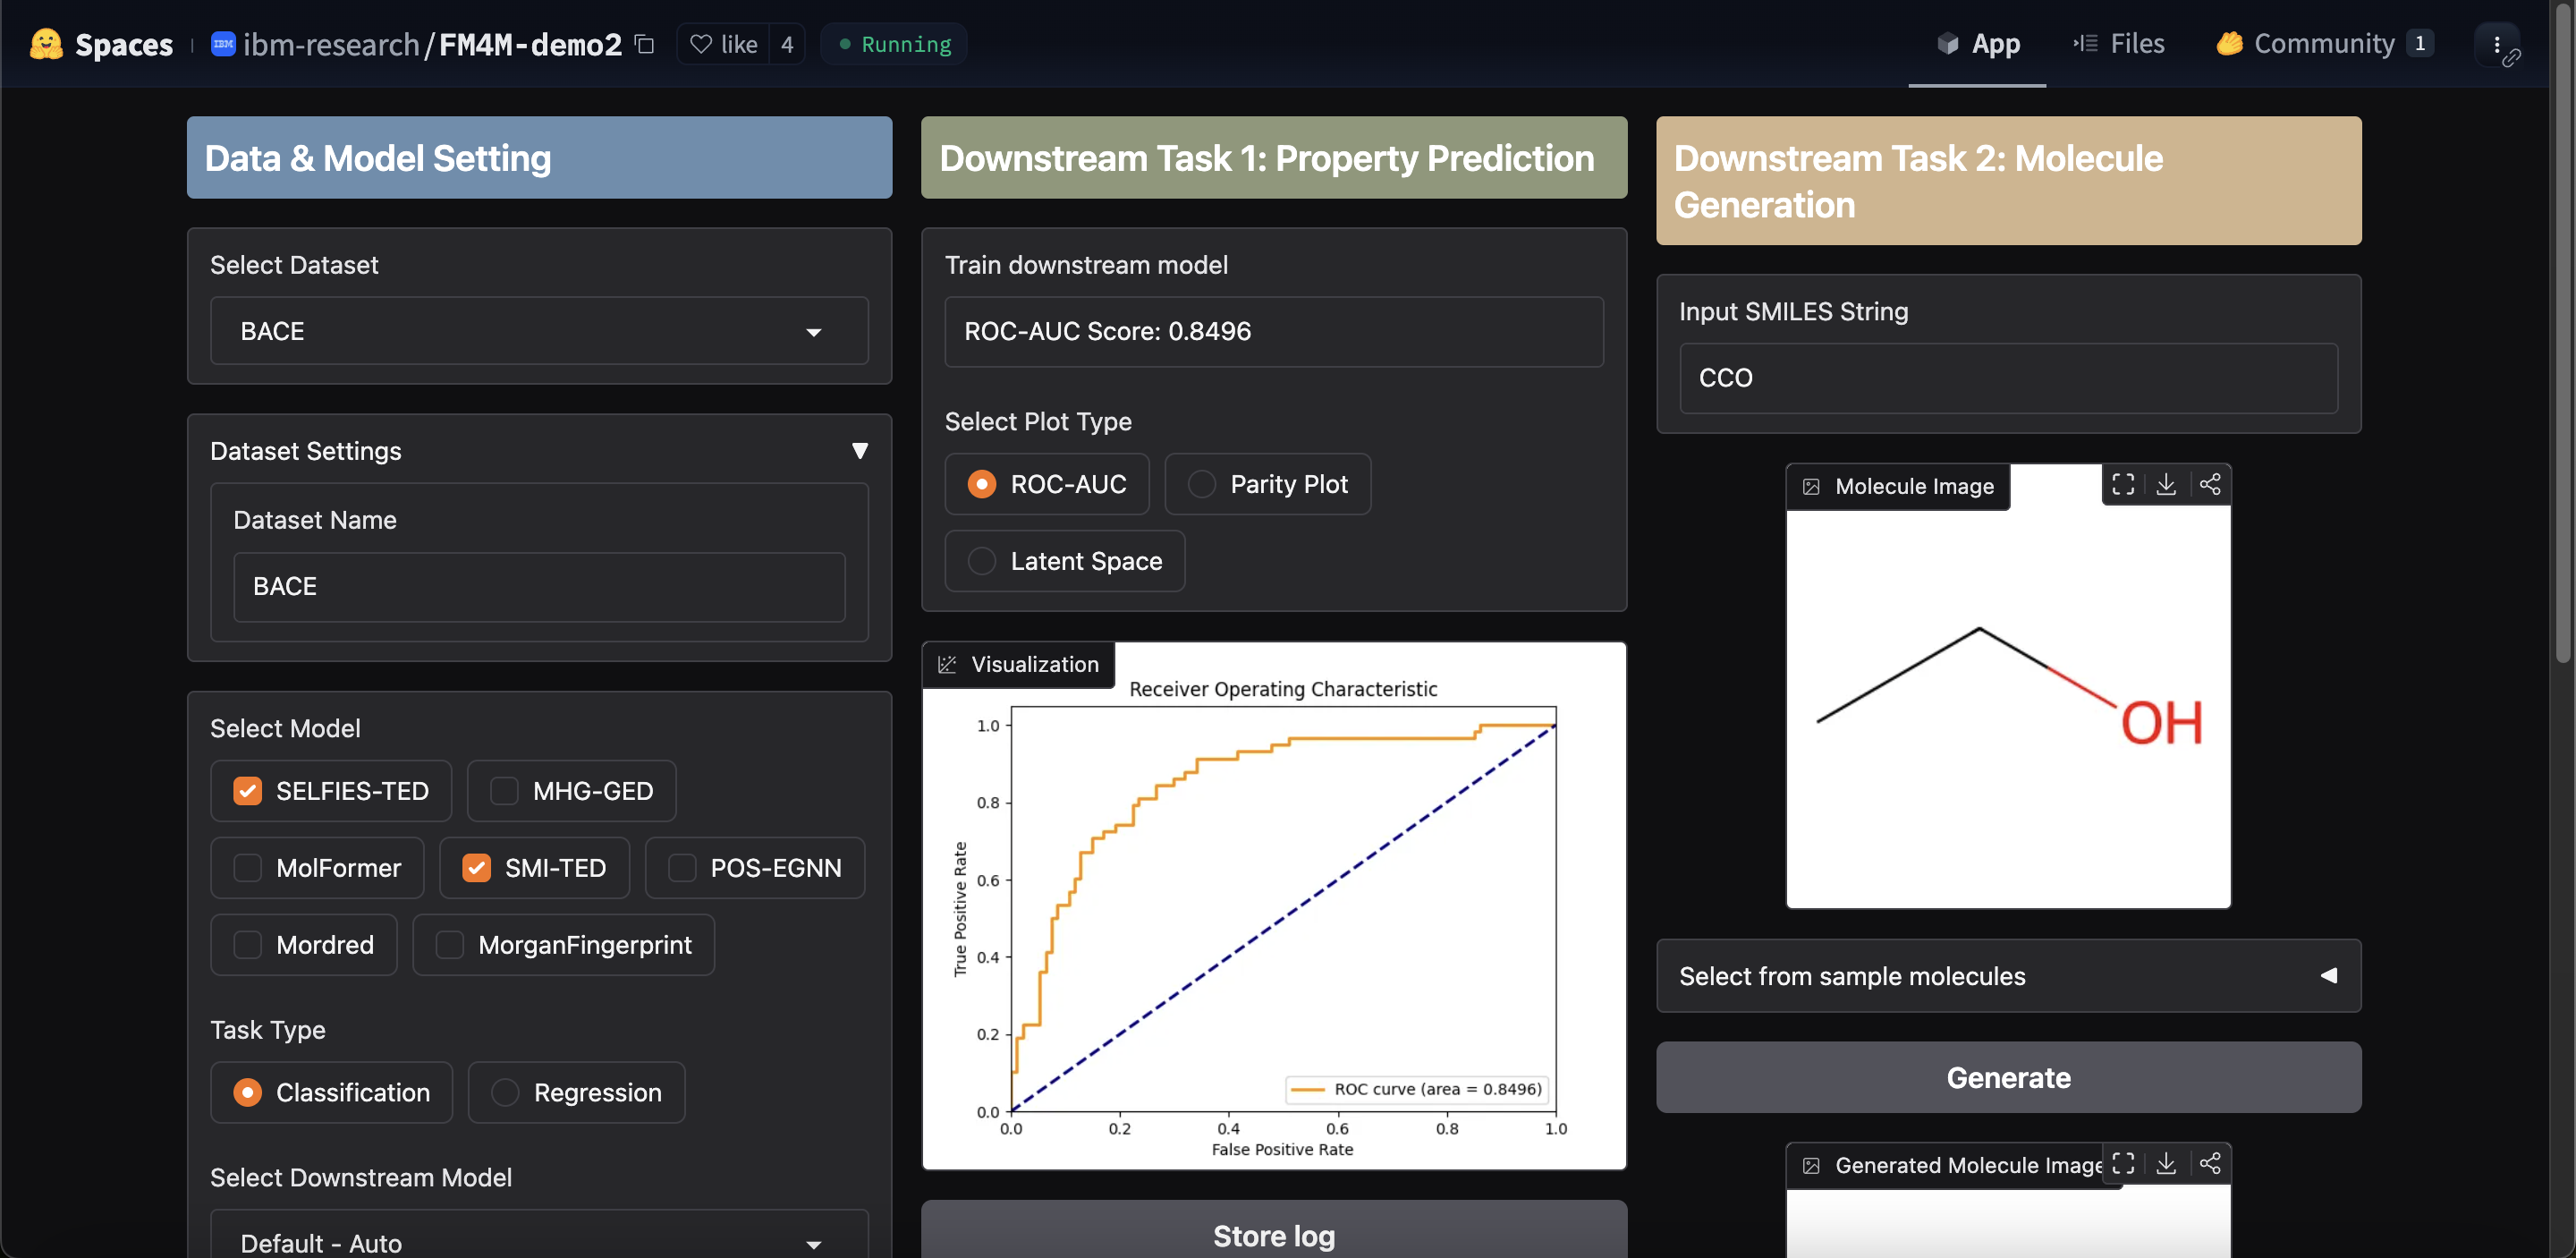 Spaces
IBM
ibm-research/FM4M-demo2
like 4
Running
App
Files
Community 1
Data & Model Setting
Select Dataset
BACE
Dataset Settings
Dataset Name
BACE
Select Model
SELFIES-TED
MHG-GED
MolFormer
SMI-TED
POS-EGNN
Mordred
MorganFingerprint
Task Type
Classification
Regression
Select Downstream Model
Default - Auto
Downstream Task 1: Property Prediction
Train downstream model
ROC-AUC Score: 0.8496
Select Plot Type
ROC-AUC
Parity Plot
Latent Space
Visualization
Receiver Operating Characteristic
1.0
0.8
0.6
0.4
0.2
0.0
True Positive Rate
ROC curve (area = 0.8496)
0.0 0.2 0.4 0.6 0.8 1.0
False Positive Rate
Store log
Downstream Task 2: Molecule
Generation
Input SMILES String
CCO
Molecule Image
OH
Select from sample molecules
Generate
Generated Molecule Image